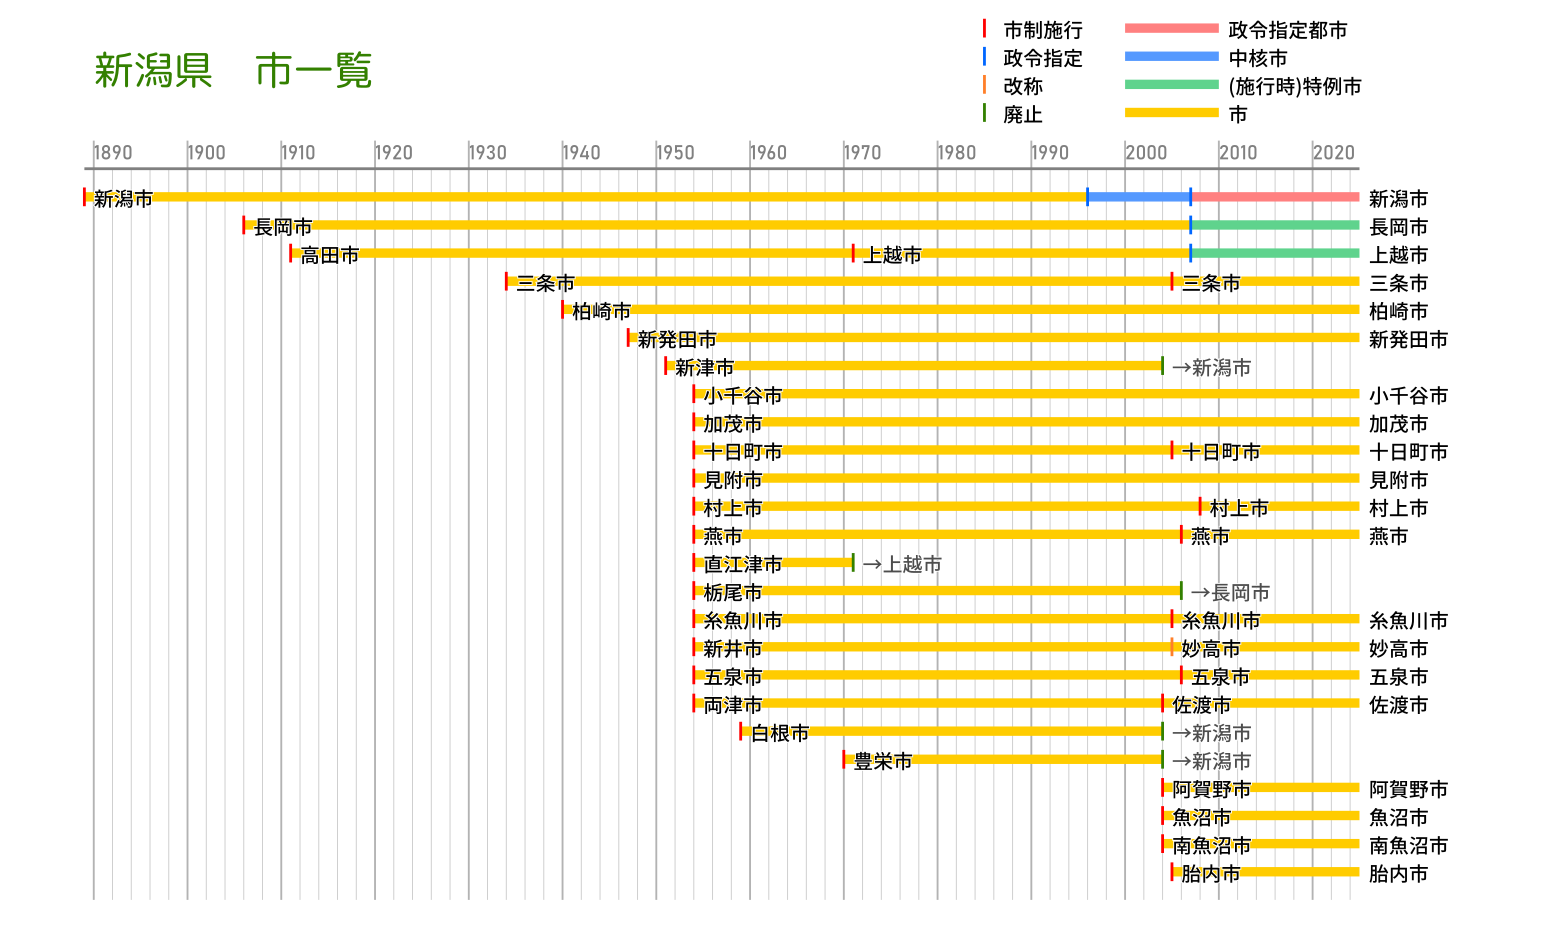 新潟県　市一覧
市制施行
政令指定
改称
廃止
政令指定都市
中核市
(施行時)特例市
市
1890 1900 1910 1920 1930 1940 1950 1960 1970 1980 1990 2000 2010 2020
新潟市 新潟市
長岡市 長岡市
高田市 上越市 上越市
三条市 三条市 三条市
柏崎市 柏崎市
新発田市 新発田市
新津市 →新潟市
小千谷市 小千谷市
加茂市 加茂市
十日町市 十日町市 十日町市
見附市 見附市
村上市 村上市 村上市
燕市 燕市 燕市
直江津市 →上越市
栃尾市 →長岡市
糸魚川市 糸魚川市 糸魚川市
新井市 妙高市 妙高市
五泉市 五泉市 五泉市
両津市 佐渡市 佐渡市
白根市 →新潟市
豊栄市 →新潟市
阿賀野市 阿賀野市
魚沼市 魚沼市
南魚沼市 南魚沼市
胎内市 胎内市